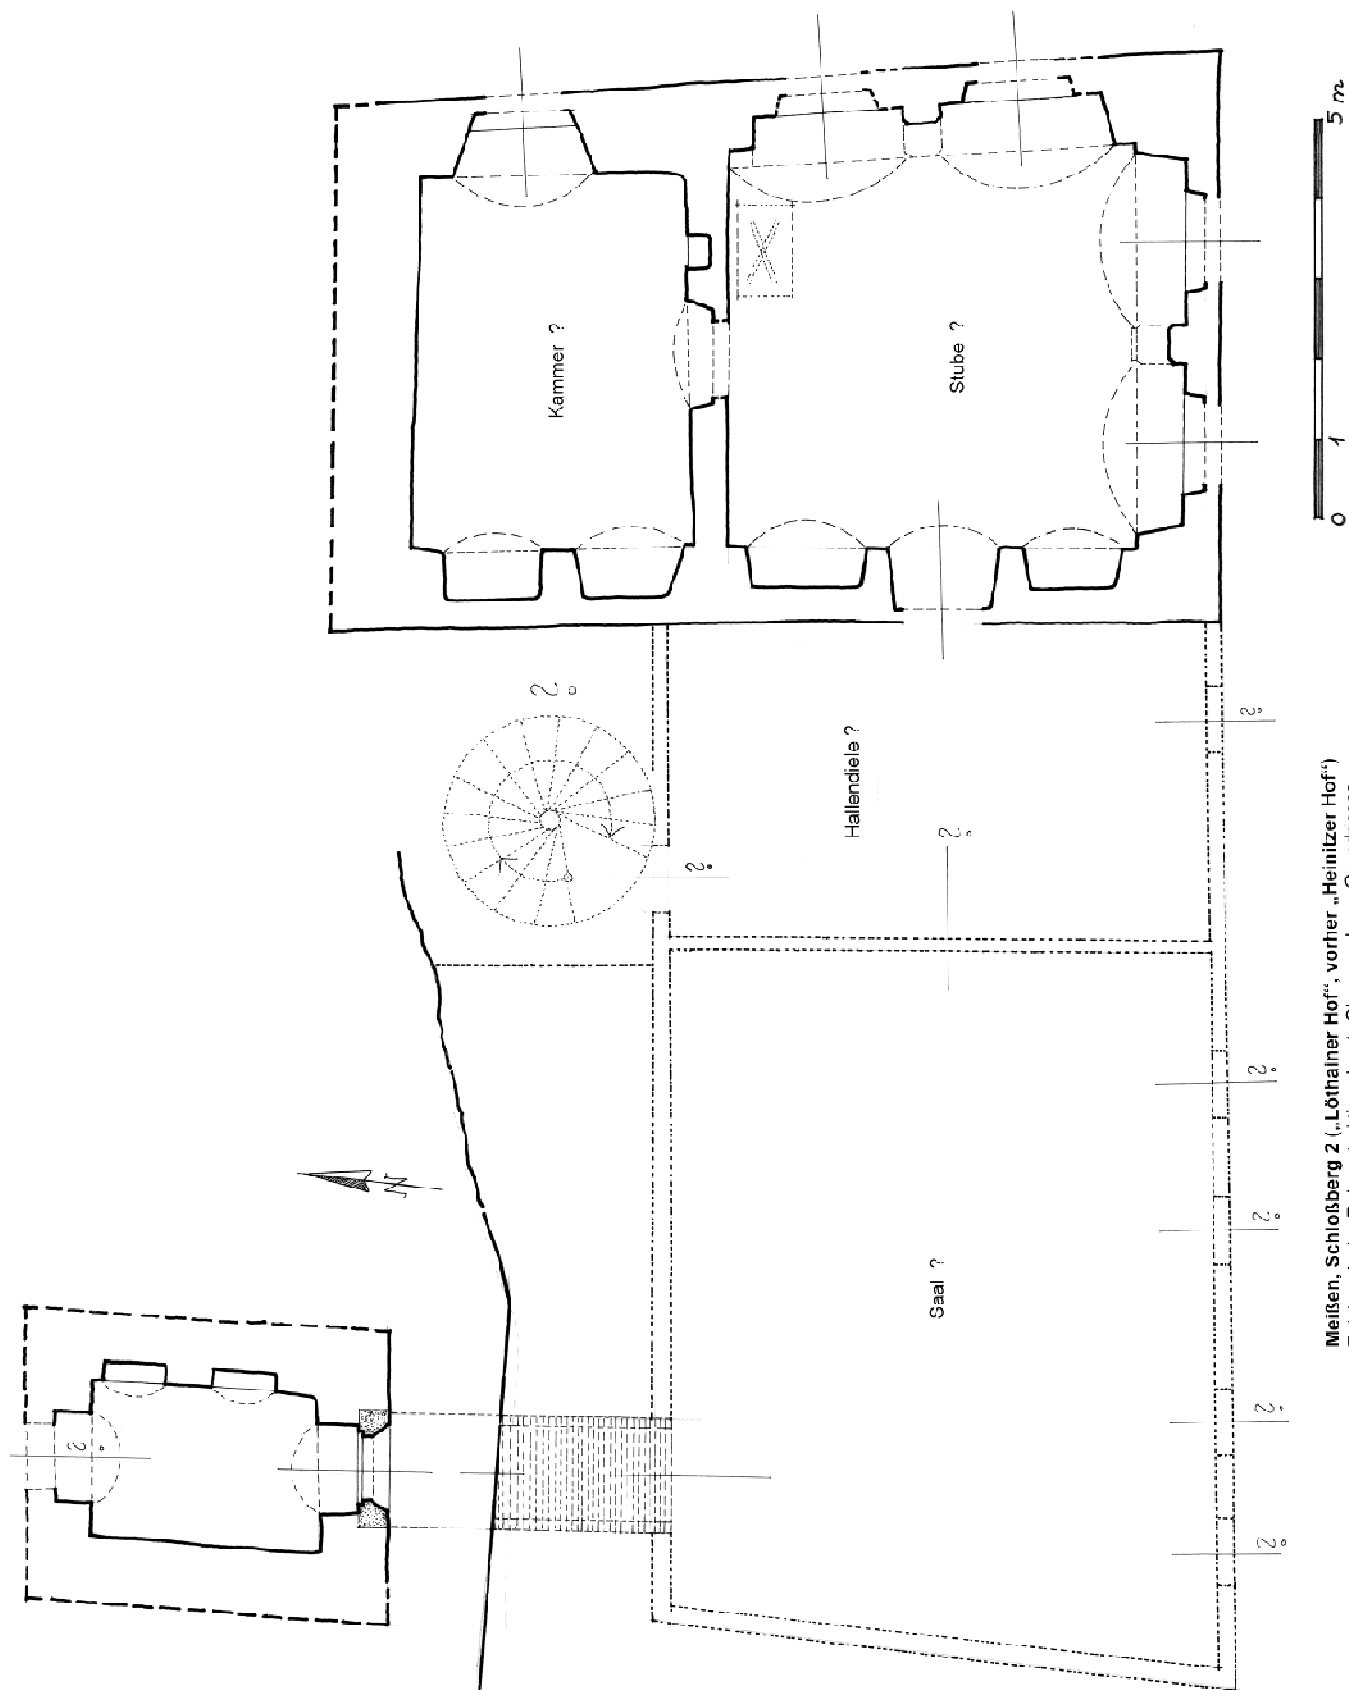 Kammer ?
Stube ?
Hallendiele ?
Saal ?
?
?
?
?
?
?
?
?
?
N
0 1 5 m
Meißen, Schloßberg 2 („Löthainer Hof“, vorher „Heinitzer Hof“)